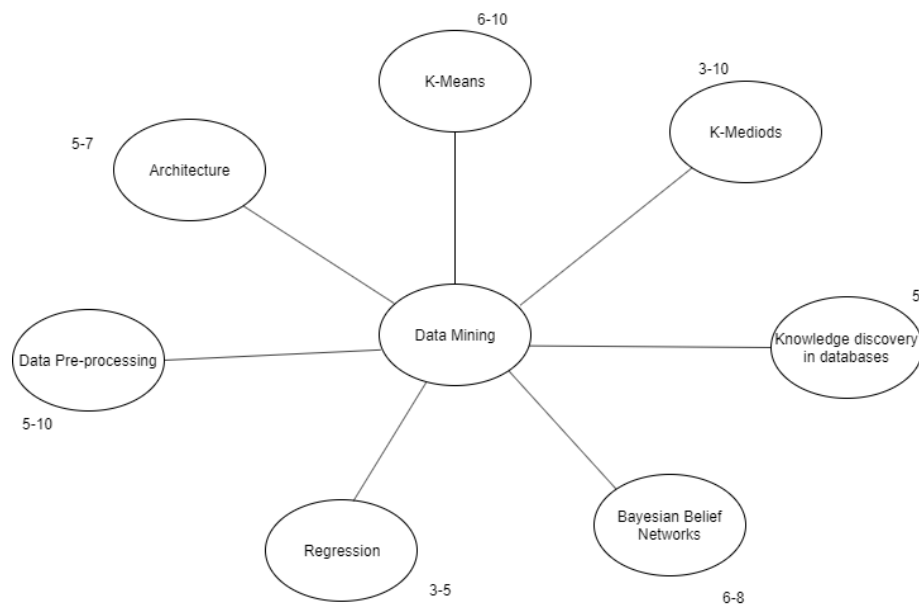 6-10
K-Means
3-10
K-Mediods
5-7
Architecture
5
Data Mining
Knowledge discovery
in databases
Data Pre-processing
5-10
Bayesian Belief
Networks
Regression
3-5
6-8